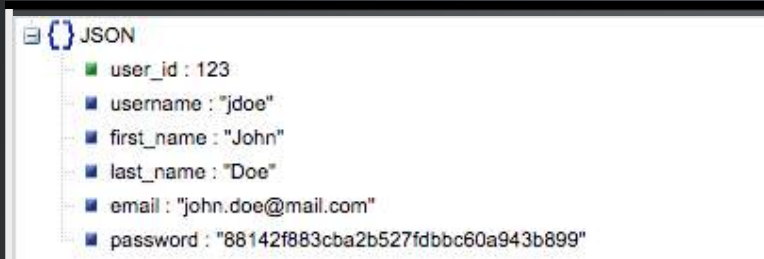 {} JSON
user_id : 123
username : "jdoe"
first_name : "John"
last_name : "Doe"
email : "john.doe@mail.com"
password : "88142f883cba2b527fdbbc60a943b899"